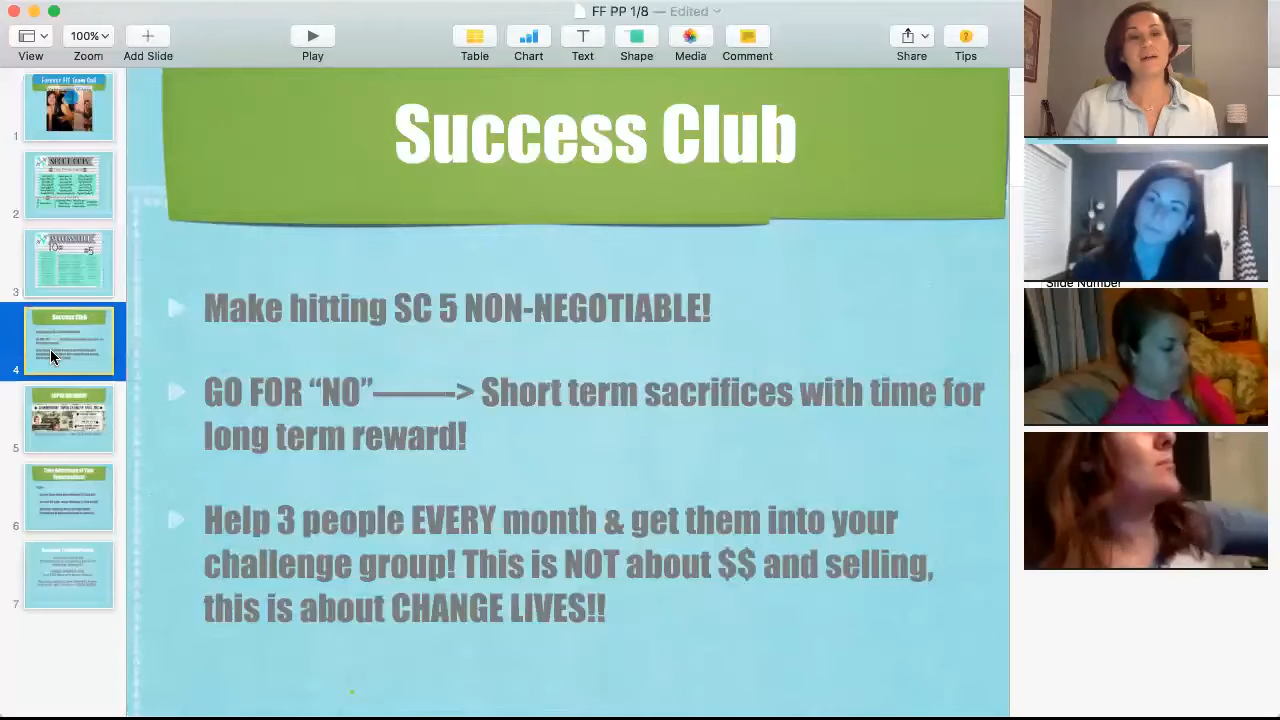 FF PP 1/8 — Edited
100%
View
Zoom
Add Slide
Play
Table
Chart
Text
Shape
Media
Comment
Share
Tips
Success Club
Make hitting SC 5 NON-NEGOTIABLE!
GO FOR “NO”———> Short term sacrifices with time for
long term reward!
Help 3 people EVERY month & get them into your
challenge group! This is NOT about $$ and selling,
this is about CHANGE LIVES!!
1
2
3
Success Club
4
5
6
7
Slide Number